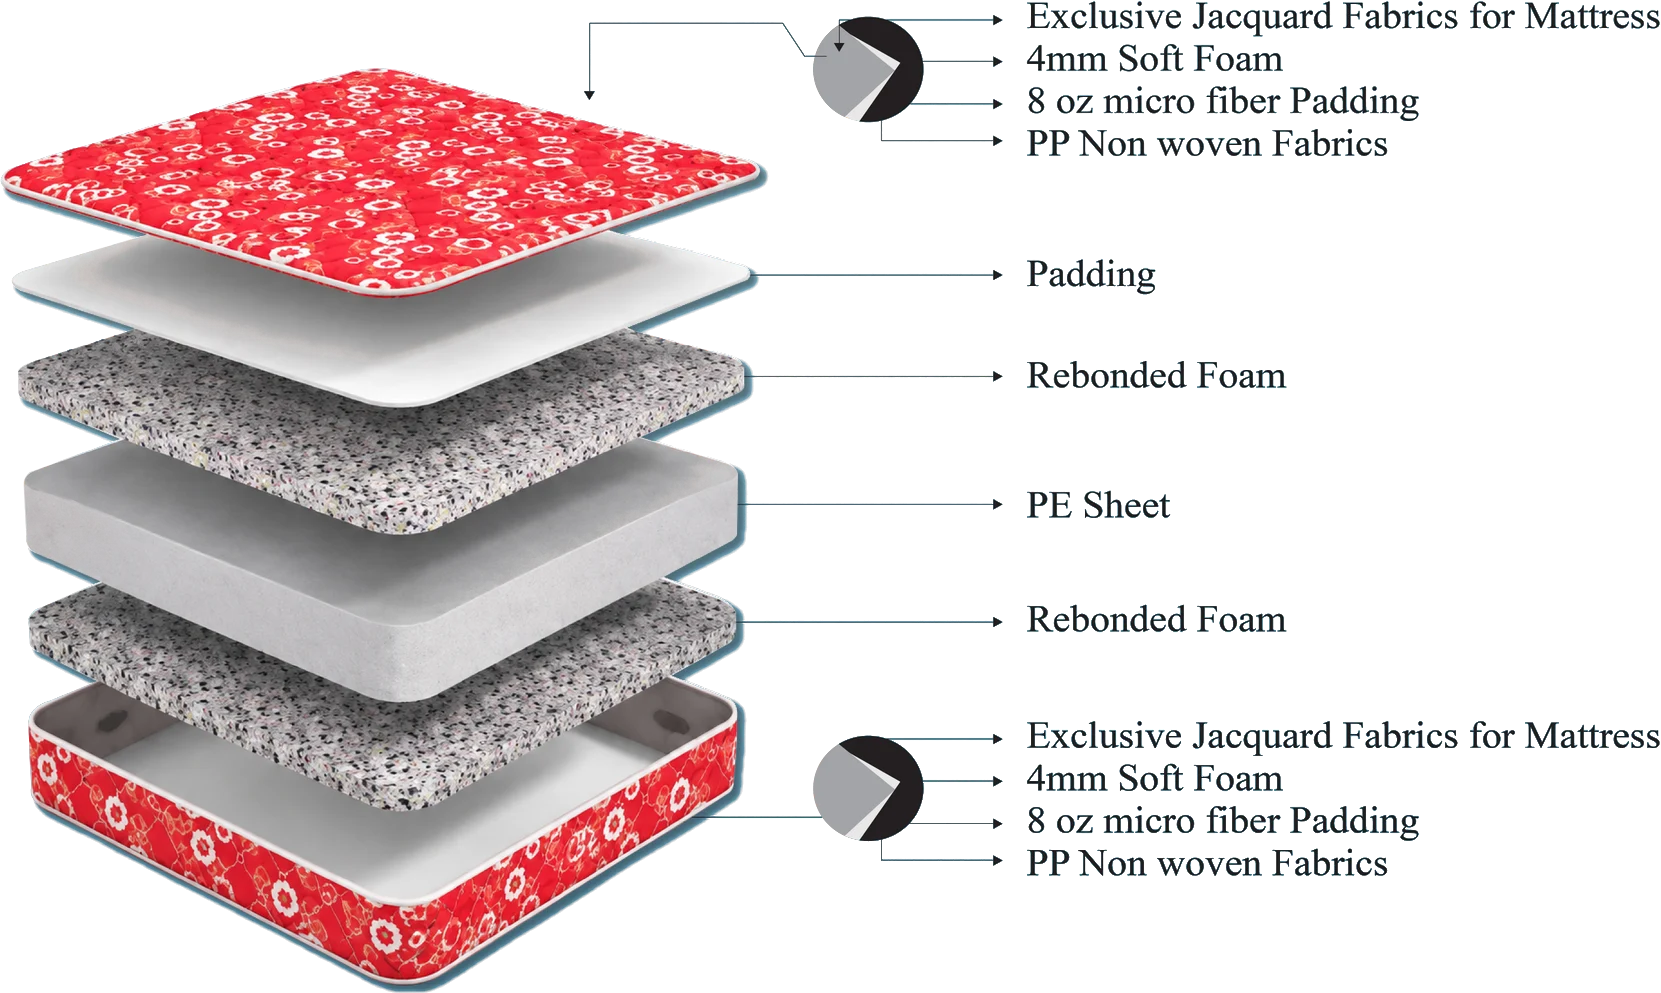 Exclusive Jacquard Fabrics for Mattress
4mm Soft Foam
8 oz micro fiber Padding
PP Non woven Fabrics
Padding
Rebonded Foam
PE Sheet
Rebonded Foam
Exclusive Jacquard Fabrics for Mattress
4mm Soft Foam
8 oz micro fiber Padding
PP Non woven Fabrics